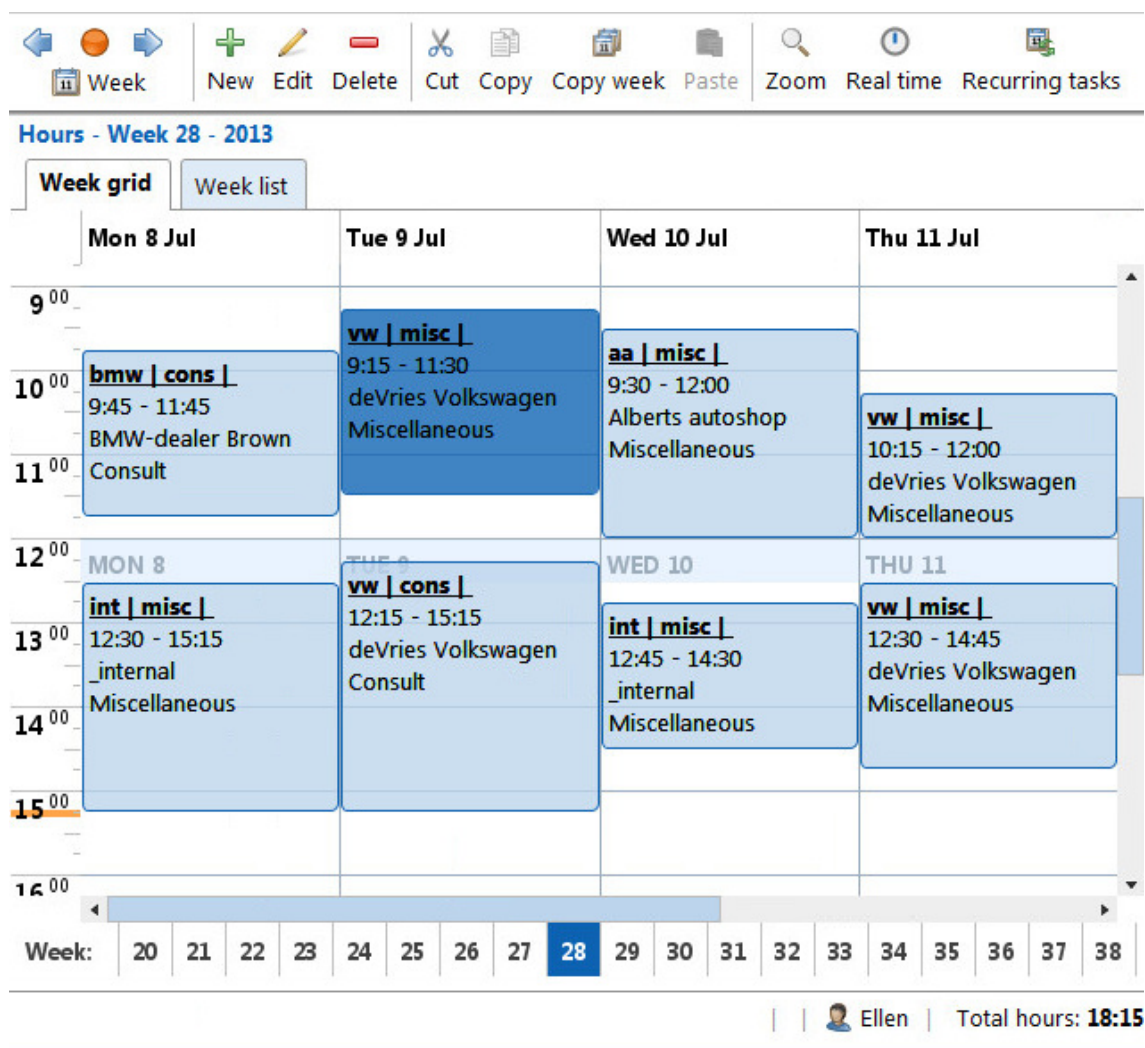 New Edit Delete Cut Copy Copy week Paste Zoom Real time Recurring tasks
11 Week
Hours - Week 28 - 2013
Week grid Week list
Mon 8 Jul Tue 9 Jul Wed 10 Jul Thu 11 Jul
9 00
10 00
11 00
12 00
13 00
14 00
15 00
16 00
bmw | cons |
9:45 - 11:45
BMW-dealer Brown
Consult
MON 8
int | misc |
12:30 - 15:15
_internal
Miscellaneous
vw | misc |
9:15 - 11:30
deVries Volkswagen
Miscellaneous
TUE 9
vw | cons |
12:15 - 15:15
deVries Volkswagen
Consult
aa | misc |
9:30 - 12:00
Alberts autoshop
Miscellaneous
WED 10
int | misc |
12:45 - 14:30
_internal
Miscellaneous
vw | misc |
10:15 - 12:00
deVries Volkswagen
Miscellaneous
THU 11
vw | misc |
12:30 - 14:45
deVries Volkswagen
Miscellaneous
Week: 20 21 22 23 24 25 26 27 28 29 30 31 32 33 34 35 36 37 38
| | Ellen | Total hours: 18:15